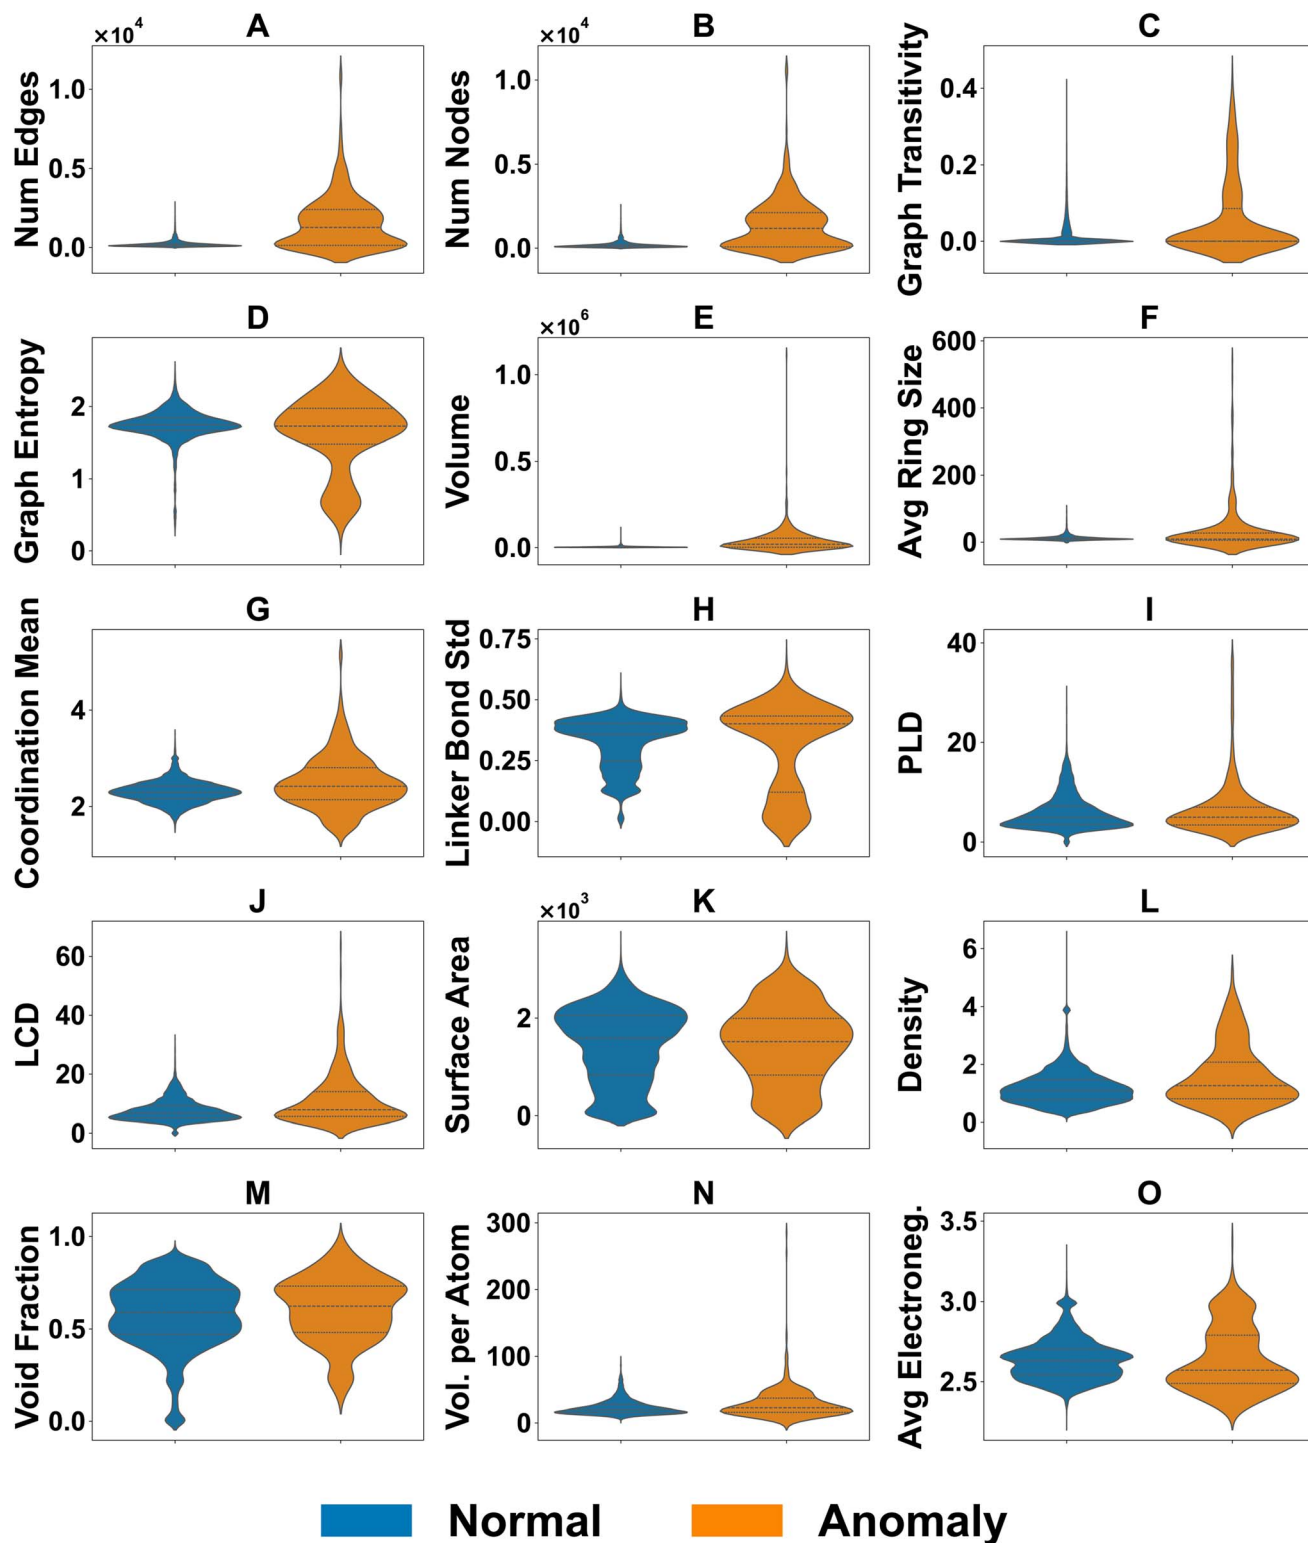 A
×10⁴
Num Edges
1.0
0.5
0.0
B
×10⁴
Num Nodes
1.0
0.5
0.0
C
Graph Transitivity
0.4
0.2
0.0
D
Graph Entropy
2
1
0
E
×10⁶
Volume
1.0
0.5
0.0
F
Avg Ring Size
600
400
200
0
G
Coordination Mean
4
2
H
Linker Bond Std
0.75
0.50
0.25
0.00
I
PLD
40
20
0
J
LCD
60
40
20
0
K
×10³
Surface Area
2
0
L
Density
6
4
2
0
M
Void Fraction
1.0
0.5
0.0
N
Vol. per Atom
300
200
100
0
O
Avg Electroneg.
3.5
3.0
2.5
Normal
Anomaly